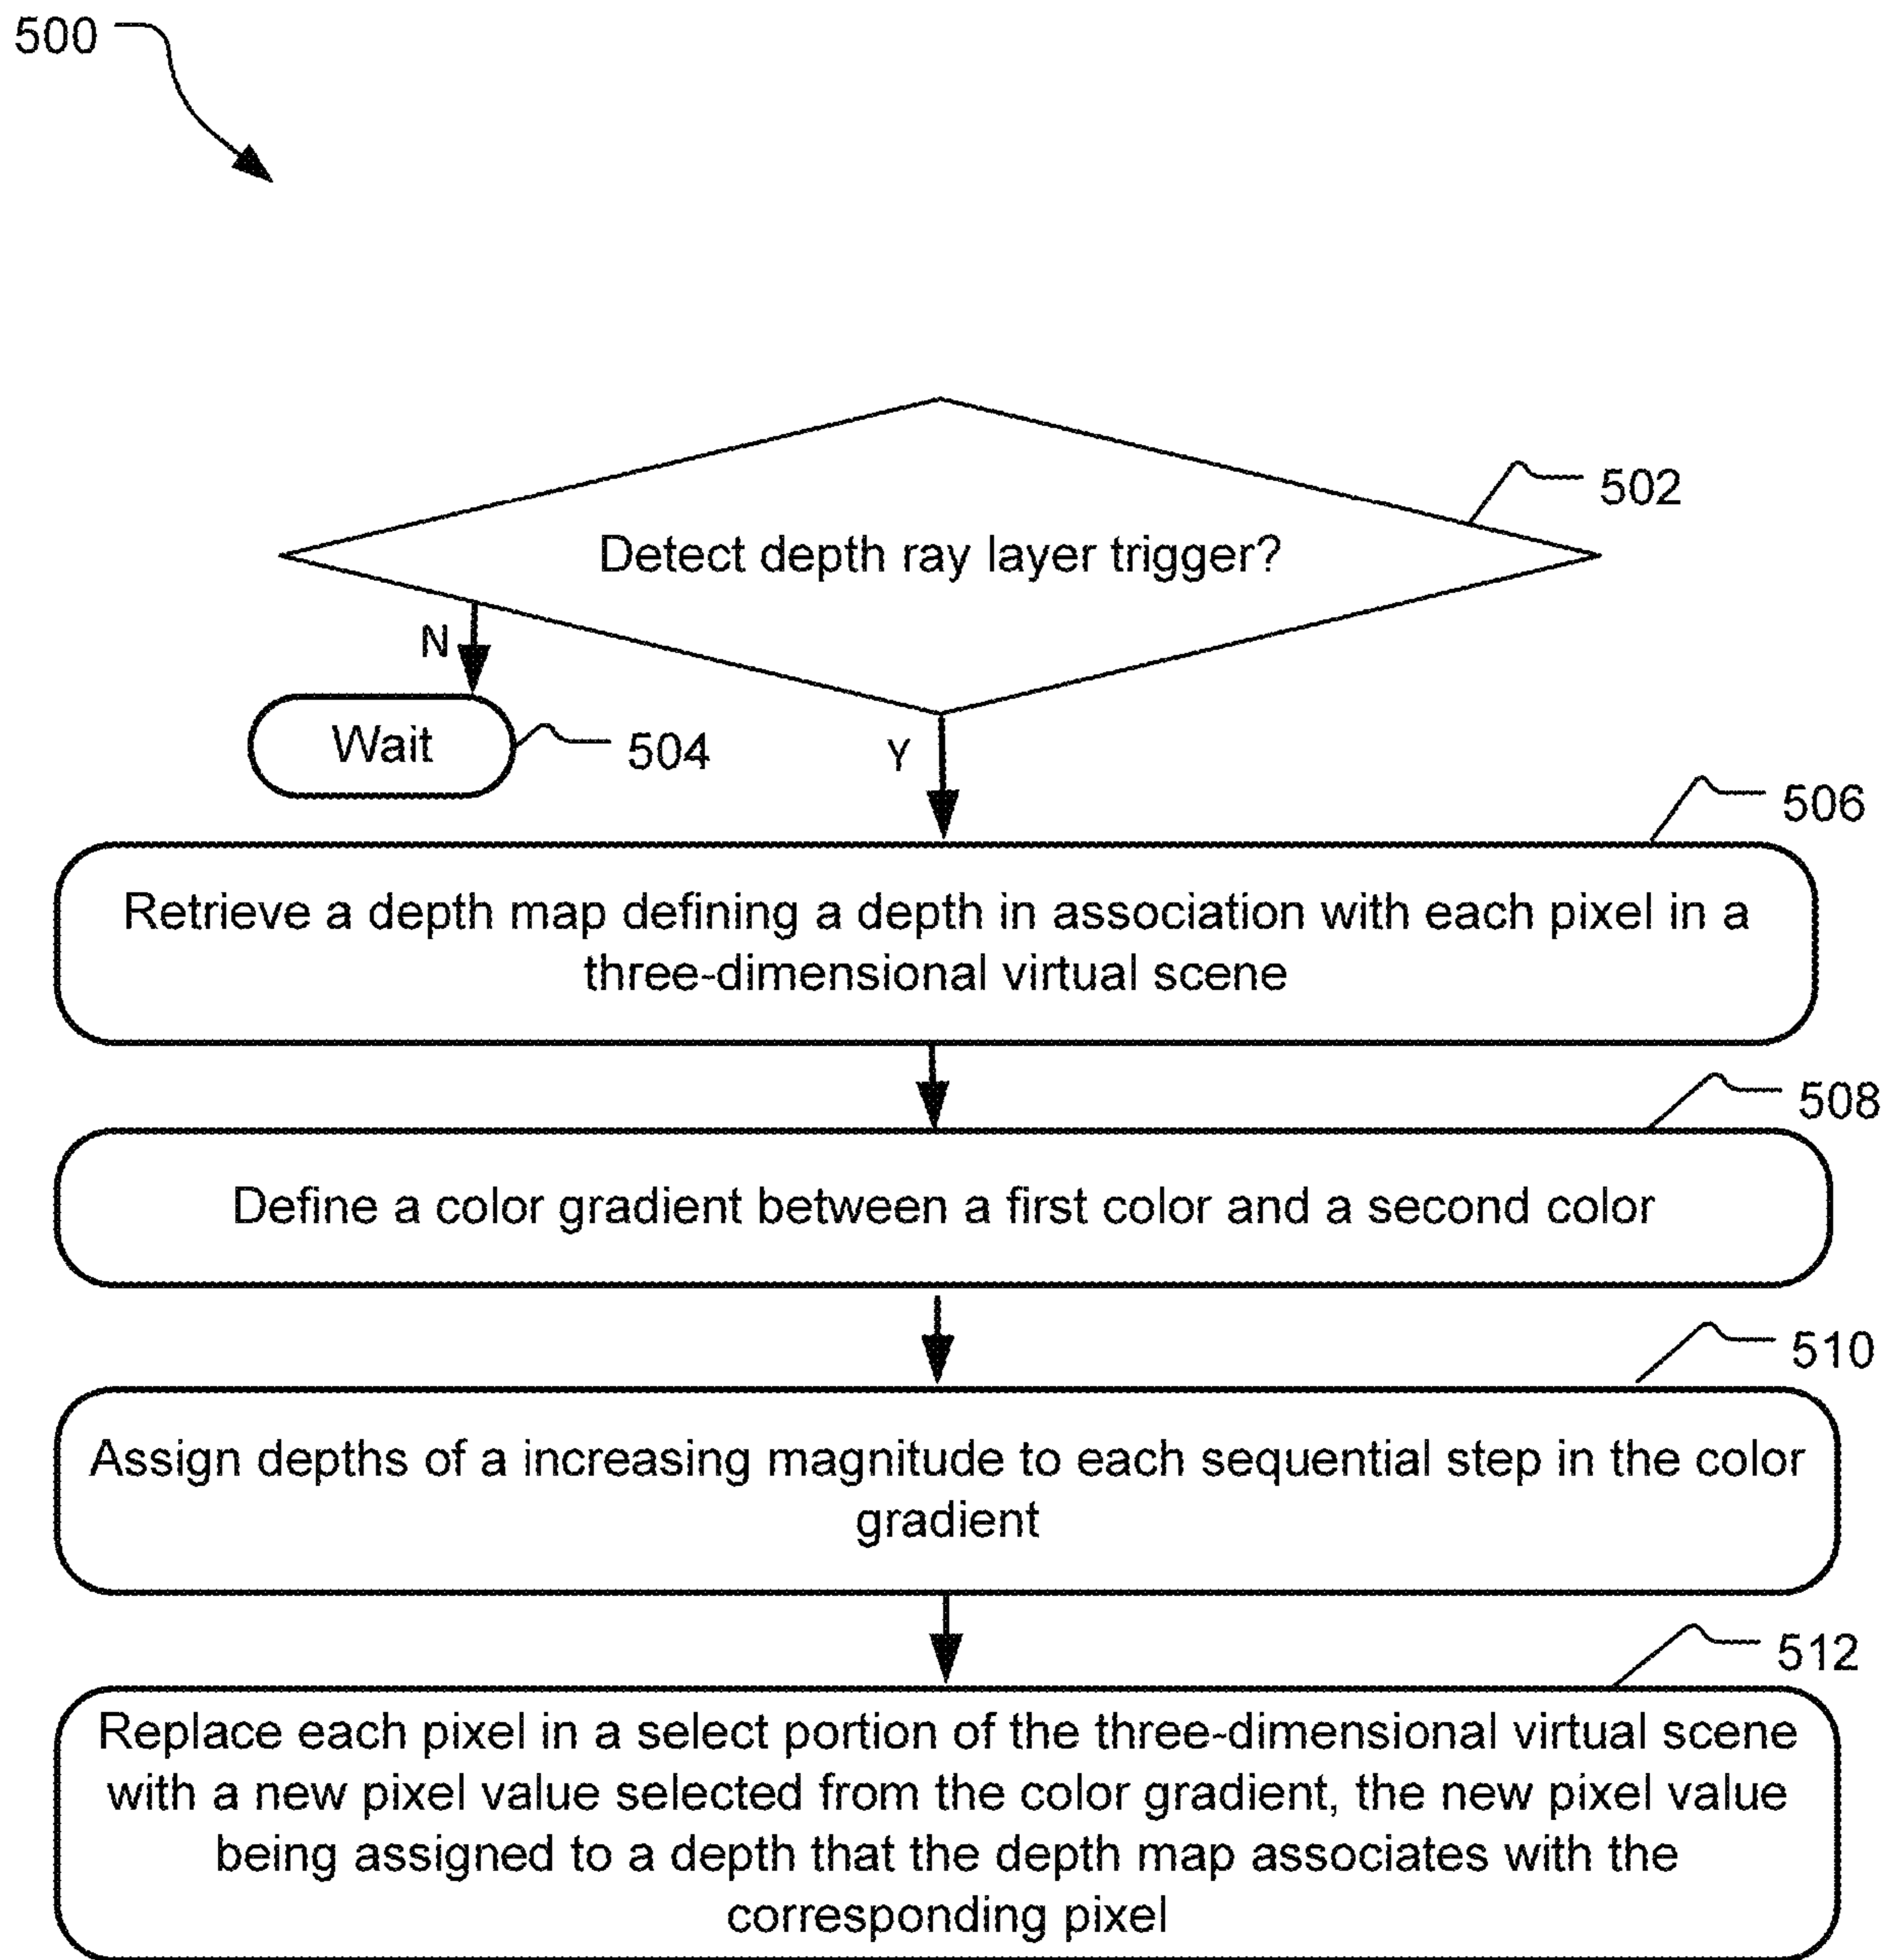 500
502
Detect depth ray layer trigger?
N
Wait
504
Y
506
Retrieve a depth map defining a depth in association with each pixel in a
three-dimensional virtual scene
508
Define a color gradient between a first color and a second color
510
Assign depths of a increasing magnitude to each sequential step in the color
gradient
512
Replace each pixel in a select portion of the three-dimensional virtual scene
with a new pixel value selected from the color gradient, the new pixel value
being assigned to a depth that the depth map associates with the
corresponding pixel